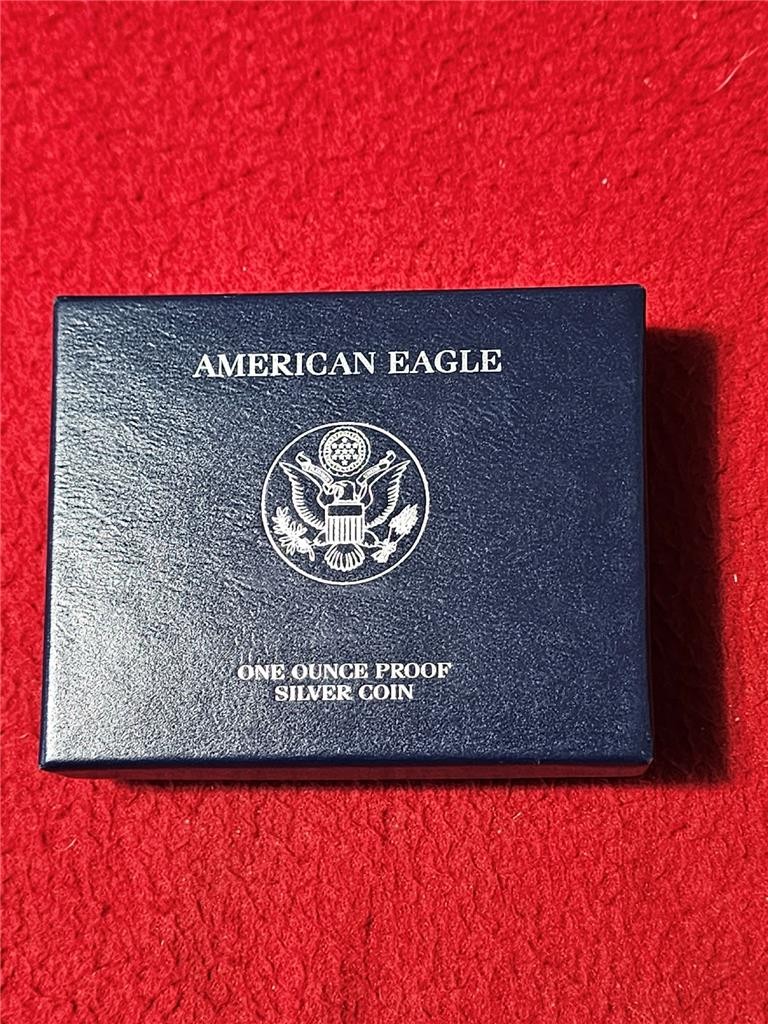 AMERICAN EAGLE
ONE OUNCE PROOF
SILVER COIN